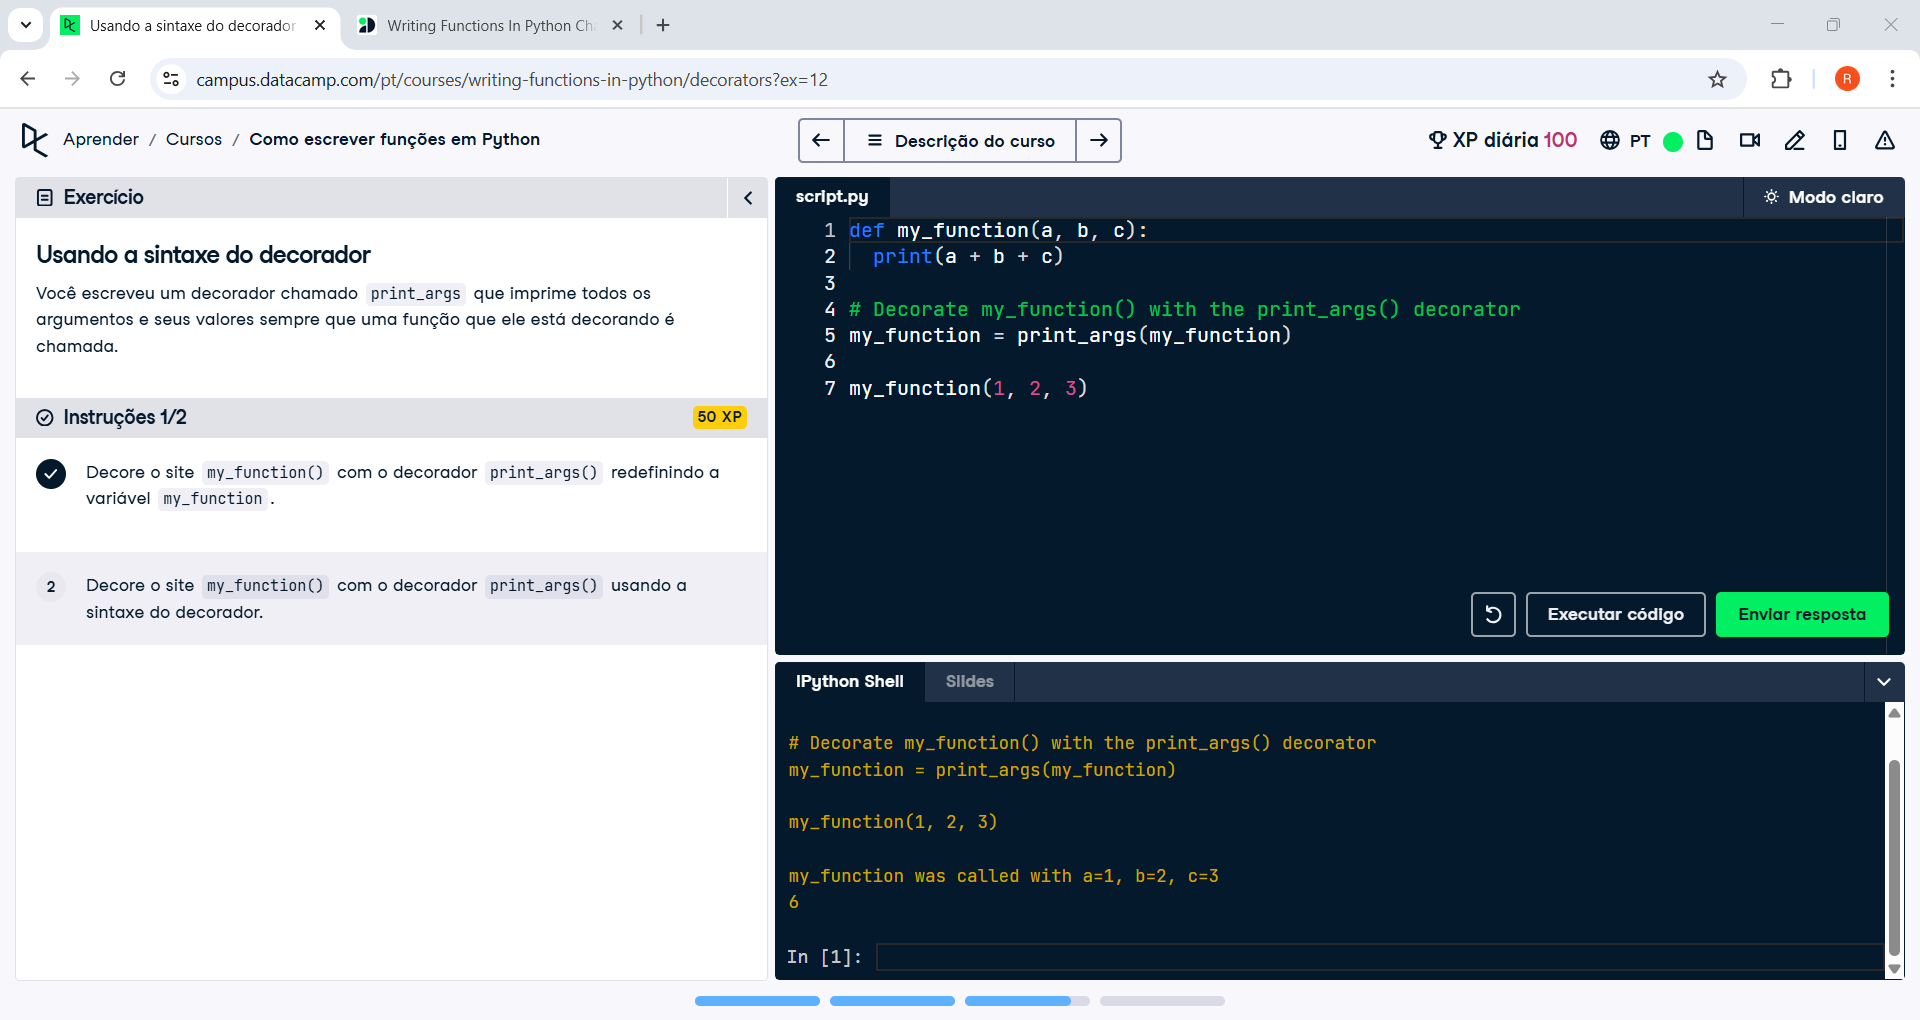 Usando a sintaxe do decorador
Writing Functions In Python Ch
campus.datacamp.com/pt/courses/writing-functions-in-python/decorators?ex=12
R
Aprender / Cursos / Como escrever funções em Python
Descrição do curso
XP diária 100
PT
Exercício
Usando a sintaxe do decorador
Você escreveu um decorador chamado print_args que imprime todos os
argumentos e seus valores sempre que uma função que ele está decorando é
chamada.
Instruções 1/2
50 XP
Decore o site my_function() com o decorador print_args() redefinindo a
variável my_function.
2
Decore o site my_function() com o decorador print_args() usando a
sintaxe do decorador.
script.py
Modo claro
1 def my_function(a, b, c):
2 print(a + b + c)
3
4 # Decorate my_function() with the print_args() decorator
5 my_function = print_args(my_function)
6
7 my_function(1, 2, 3)
Executar código
Enviar resposta
IPython Shell
Slides
# Decorate my_function() with the print_args() decorator
my_function = print_args(my_function)
my_function(1, 2, 3)
my_function was called with a=1, b=2, c=3
6
In [1]: